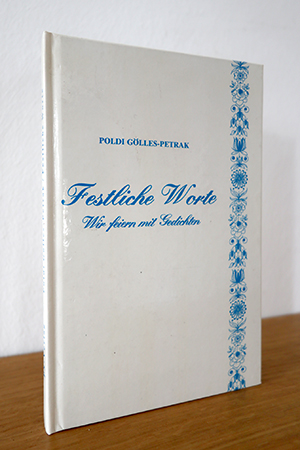 POLDI GÖLLES-PETRAK
Festliche Worte
Wir feiern mit Gedichten